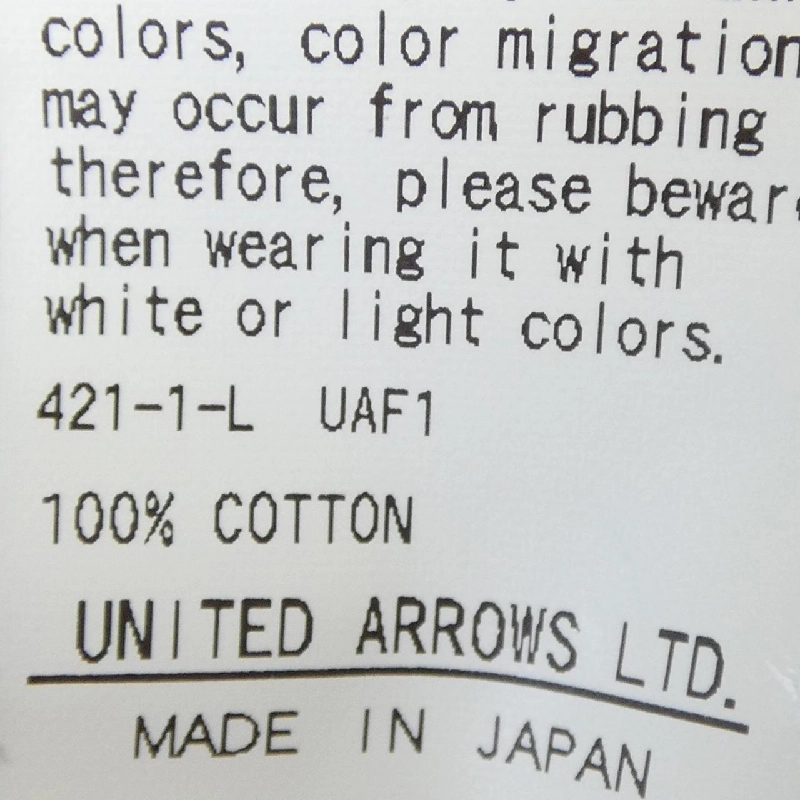 colors, color migration
may occur from rubbing
therefore, please beware
when wearing it with
white or light colors.
421-1-L UAF1
100% COTTON
UNITED ARROWS LTD.
MADE IN JAPAN